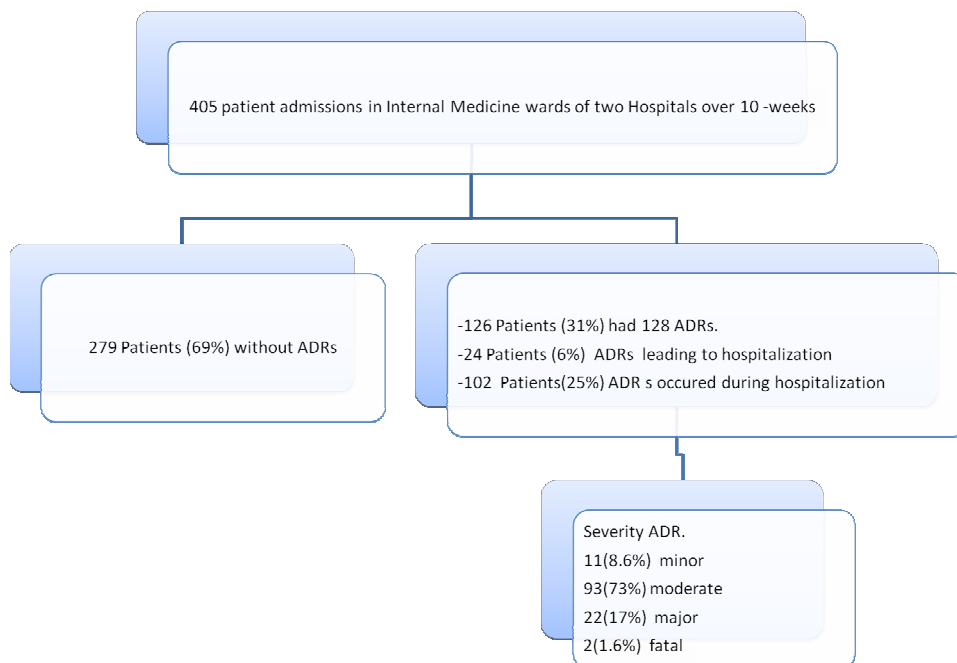 405 patient admissions in Internal Medicine wards of two Hospitals over 10 -weeks
279 Patients (69%) without ADRs
-126 Patients (31%) had 128 ADRs.
-24 Patients (6%) ADRs leading to hospitalization
-102 Patients(25%) ADR s occured during hospitalization
Severity ADR.
11(8.6%) minor
93(73%) moderate
22(17%) major
2(1.6%) fatal